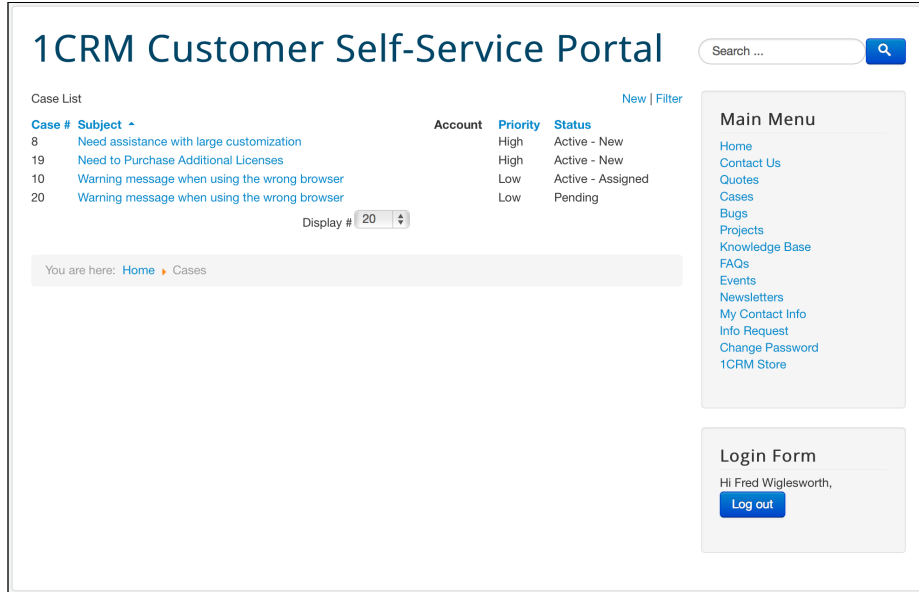 1CRM Customer Self-Service Portal
Search ...
Case List New | Filter
Case # Subject Account Priority Status
8 Need assistance with large customization High Active - New
19 Need to Purchase Additional Licenses High Active - New
10 Warning message when using the wrong browser Low Active - Assigned
20 Warning message when using the wrong browser Low Pending
Display # 20
You are here: Home Cases
Main Menu
Home
Contact Us
Quotes
Cases
Bugs
Projects
Knowledge Base
FAQs
Events
Newsletters
My Contact Info
Info Request
Change Password
1CRM Store
Login Form
Hi Fred Wiglesworth,
Log out